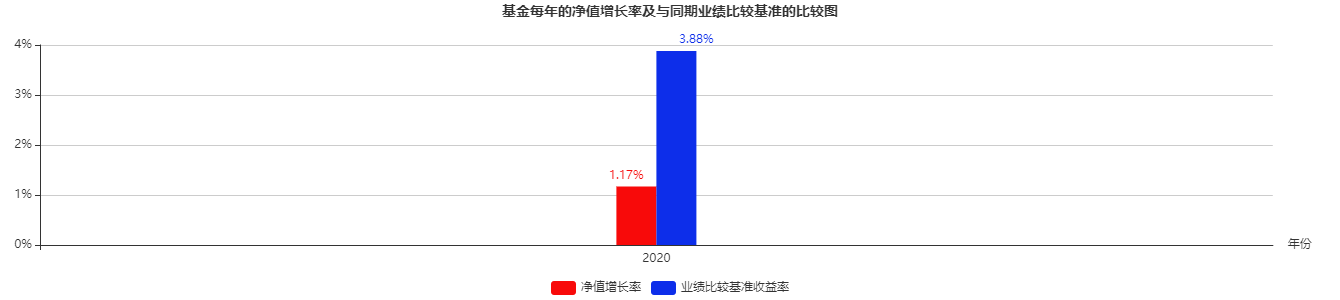 基金每年的净值增长率及与同期业绩比较基准的比较图
4%
3.88%
3%
2%
1.17%
1%
0%
年份
2020
净值增长率 业绩比较基准收益率